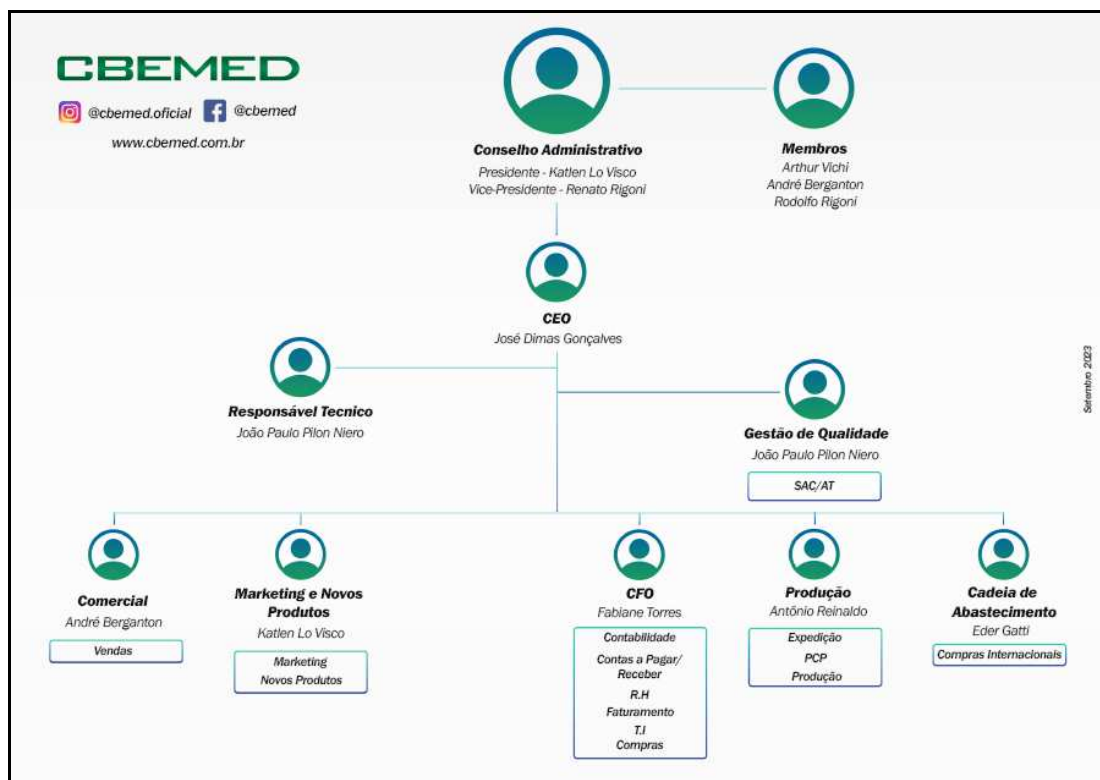 CBEMED
@cbemed.oficial @cbemed
www.cbemed.com.br
Conselho Administrativo
Presidente - Katlen Lo Visco
Vice-Presidente - Renato Rigoni
Membros
Arthur Vichi
André Berganton
Rodolfo Rigoni
CEO
José Dimas Gonçalves
Responsável Tecnico
João Paulo Pilon Niero
Gestão de Qualidade
João Paulo Pilon Niero
SAC/AT
Setembro 2023
Comercial
André Berganton
Vendas
Marketing e Novos
Produtos
Katlen Lo Visco
Marketing
Novos Produtos
CFO
Fabiane Torres
Contabilidade
Contas a Pagar/
Receber
R.H
Faturamento
T.I
Compras
Produção
Antônio Reinaldo
Expedição
PCP
Produção
Cadeia de
Abastecimento
Eder Gatti
Compras Internacionais